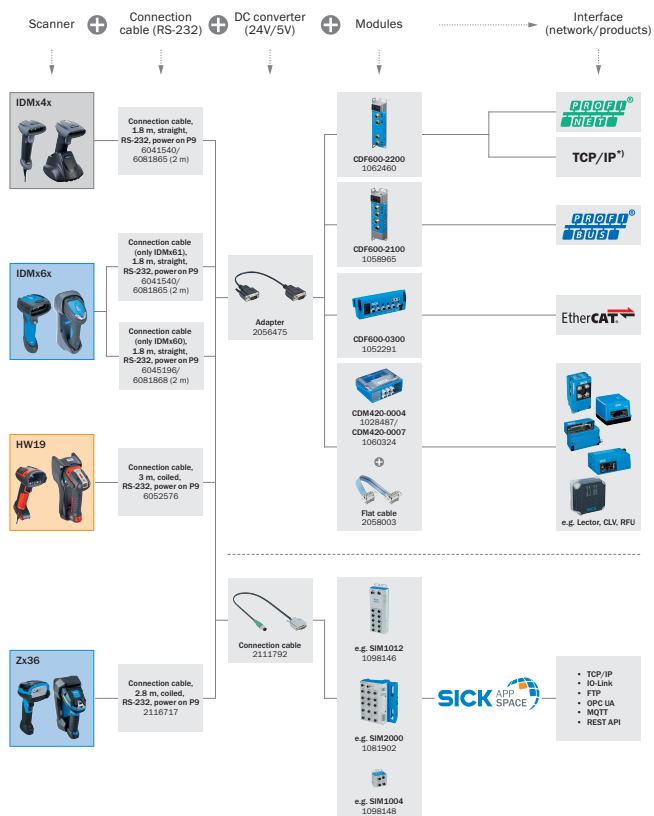 Scanner
Connection
cable (RS-232)
DC converter
(24V/5V)
Modules
Interface
(network/products)
IDMx4x
Connection cable,
1.8 m, straight,
RS-232, power on P9
6041540/
6081865 (2 m)
CDF600-2200
1062460
PROFI®
NET
TCP/IP*)
IDMx6x
Connection cable
(only IDMx61),
1.8 m, straight,
RS-232, power on P9
6041540/
6081865 (2 m)
Connection cable
(only IDMx60),
1.8 m, straight,
RS-232, power on P9
6045196/
6081868 (2 m)
Adapter
2056475
CDF600-2100
1058965
PROFI®
BUS
CDF600-0300
1052291
EtherCAT®
CDM420-0004
1028487/
CDM420-0007
1060324
Flat cable
2058003
e.g. Lector, CLV, RFU
HW19
Connection cable,
3 m, coiled,
RS-232, power on P9
6052576
Connection cable
2111792
e.g. SIM1012
1098146
Zx36
Connection cable,
2.8 m, coiled,
RS-232, power on P9
2116717
e.g. SIM2000
1081902
e.g. SIM1004
1098148
SICK APP
SPACE
• TCP/IP
• IO-Link
• FTP
• OPC UA
• MQTT
• REST API